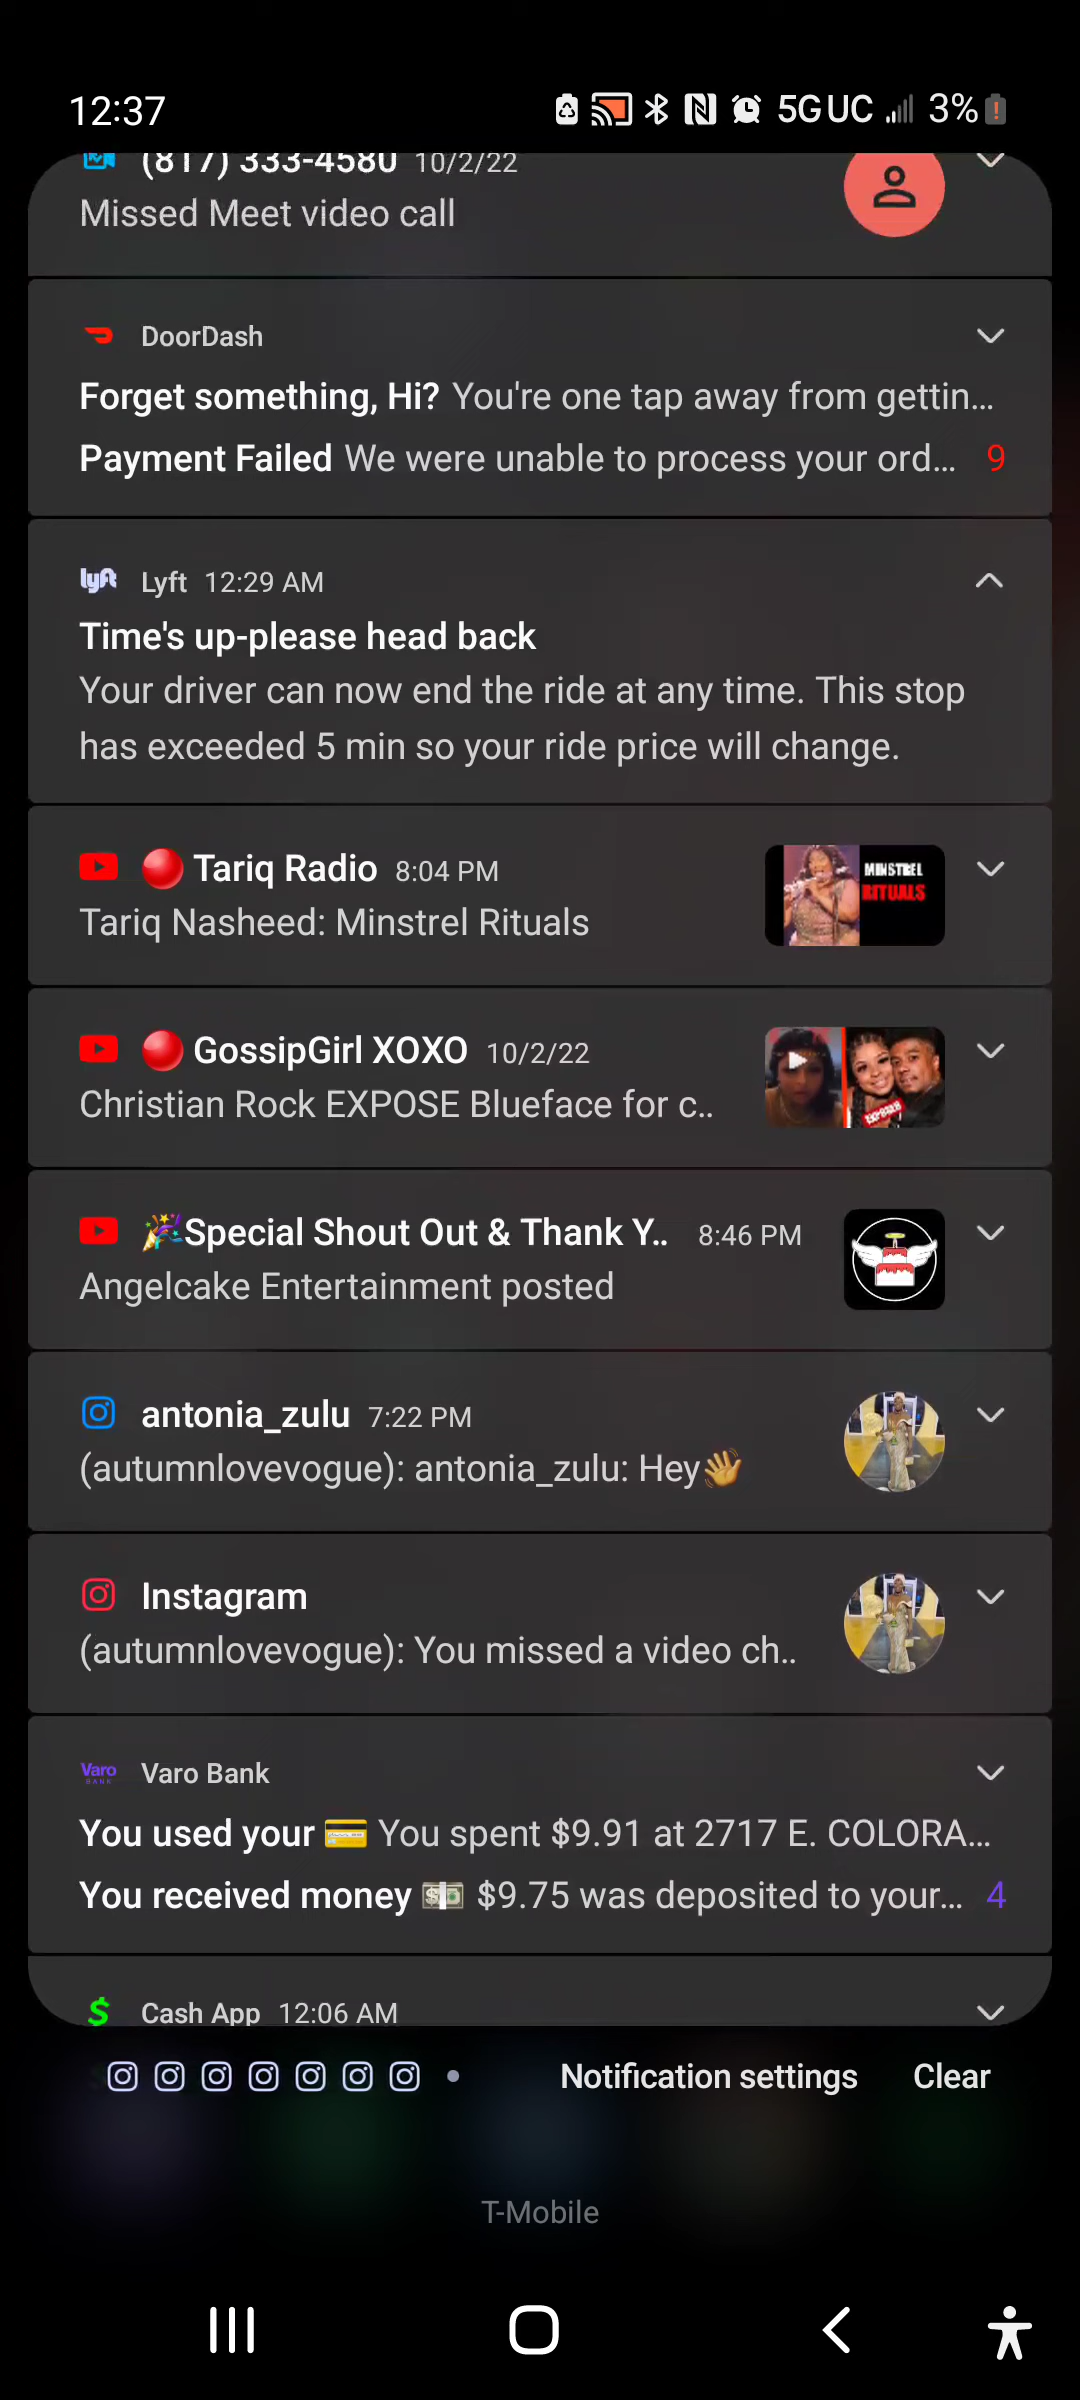 12:37 5G UC 3%
(817) 333-4580 10/2/22
Missed Meet video call
DoorDash
Forget something, Hi? You're one tap away from gettin...
Payment Failed We were unable to process your ord... 9
lyft Lyft 12:29 AM
Time's up-please head back
Your driver can now end the ride at any time. This stop
has exceeded 5 min so your ride price will change.
🔴 Tariq Radio 8:04 PM
Tariq Nasheed: Minstrel Rituals
MINSTREL
RITUALS
🔴 GossipGirl XOXO 10/2/22
Christian Rock EXPOSE Blueface for c..
🎉Special Shout Out & Thank Y.. 8:46 PM
Angelcake Entertainment posted
antonia_zulu 7:22 PM
(autumnlovevogue): antonia_zulu: Hey👋
Instagram
(autumnlovevogue): You missed a video ch..
Varo BANK Varo Bank
You used your 💳 You spent $9.91 at 2717 E. COLORA...
You received money 💵 $9.75 was deposited to your... 4
Cash App 12:06 AM
Notification settings Clear
T-Mobile